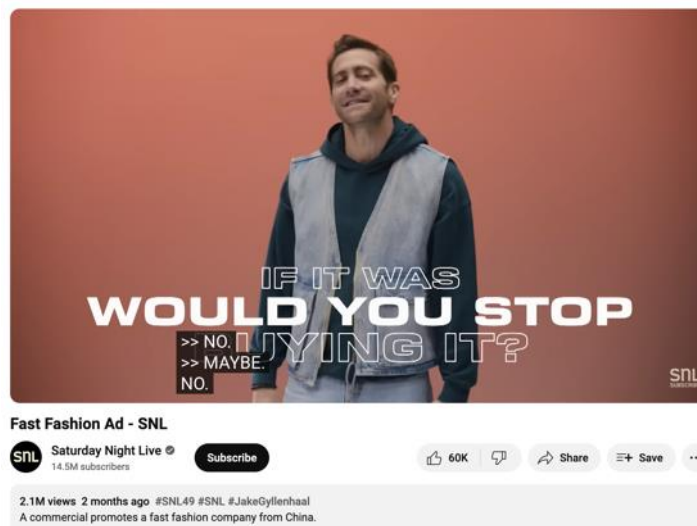 IF IT WAS
WOULD YOU STOP
BUYING IT?
>> NO.
>> MAYBE.
NO.
SNL
Fast Fashion Ad - SNL
SNL
Saturday Night Live
14.5M subscribers
Subscribe
60K
Share
Save
2.1M views 2 months ago #SNL49 #SNL #JakeGyllenhaal
A commercial promotes a fast fashion company from China.